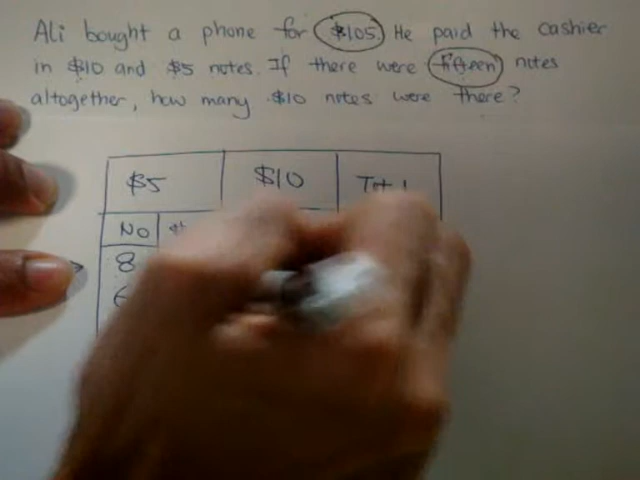 Ali bought a phone for $105. He paid the cashier
in $10 and $5 notes. If there were fifteen notes
altogether, how many $10 notes were there?
$5 $10
No
8